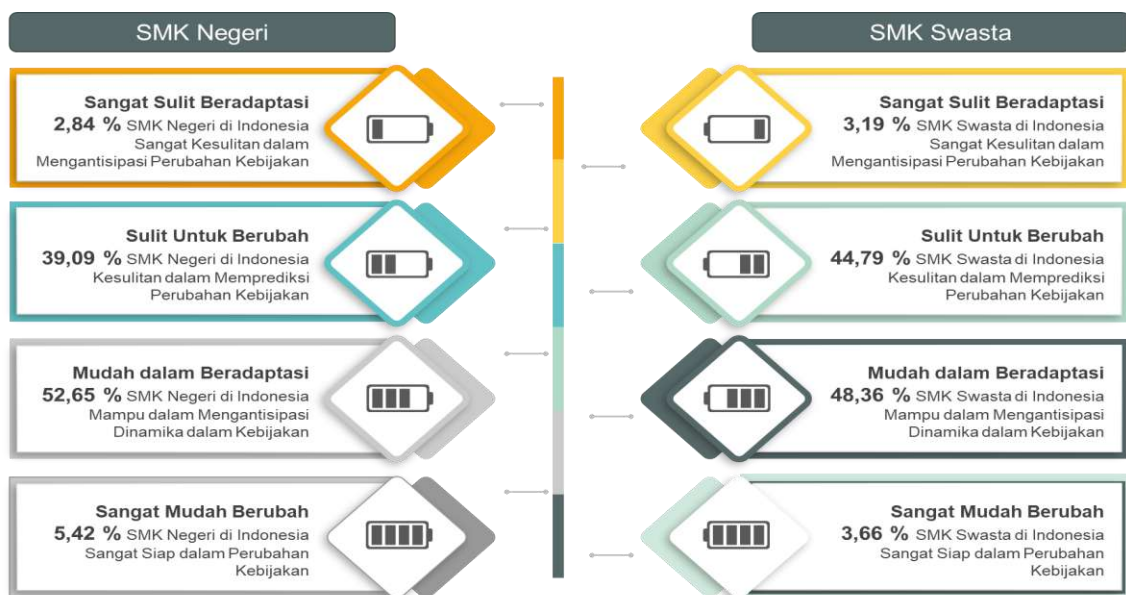 SMK Negeri
Sangat Sulit Beradaptasi
2,84 % SMK Negeri di Indonesia
Sangat Kesulitan dalam
Mengantisipasi Perubahan Kebijakan
Sulit Untuk Berubah
39,09 % SMK Negeri di Indonesia
Kesulitan dalam Memprediksi
Perubahan Kebijakan
Mudah dalam Beradaptasi
52,65 % SMK Negeri di Indonesia
Mampu dalam Mengantisipasi
Dinamika dalam Kebijakan
Sangat Mudah Berubah
5,42 % SMK Negeri di Indonesia
Sangat Siap dalam Perubahan
Kebijakan
SMK Swasta
Sangat Sulit Beradaptasi
3,19 % SMK Swasta di Indonesia
Sangat Kesulitan dalam
Mengantisipasi Perubahan Kebijakan
Sulit Untuk Berubah
44,79 % SMK Swasta di Indonesia
Kesulitan dalam Memprediksi
Perubahan Kebijakan
Mudah dalam Beradaptasi
48,36 % SMK Swasta di Indonesia
Mampu dalam Mengantisipasi
Dinamika dalam Kebijakan
Sangat Mudah Berubah
3,66 % SMK Swasta di Indonesia
Sangat Siap dalam Perubahan
Kebijakan